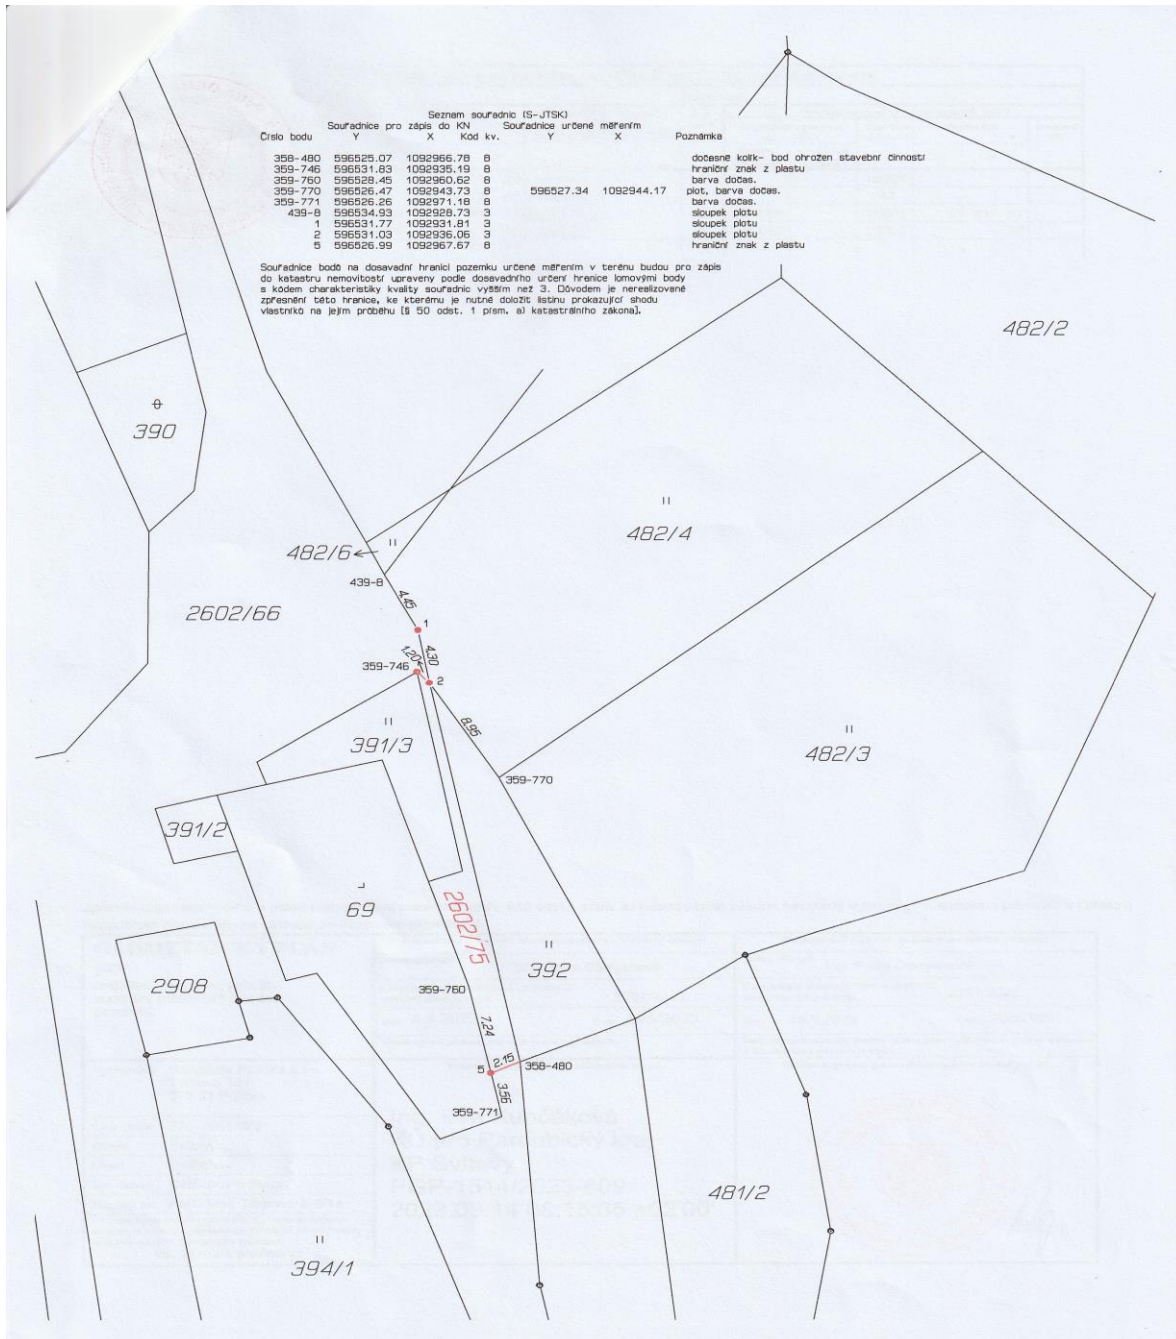 Seznam souřadnic (S-JTSK)
Souřadnice pro zápis do KN Souřadnice určené měřením
Číslo bodu Y X Kód kv. Y X Poznámka
358-480 596525.07 1092966.78 8 dočasně kolík- bod ohrožen stavební činností
359-746 596531.83 1092935.19 8 hraniční znak z plastu
359-760 596528.45 1092960.62 8 barva dočas.
359-770 596526.47 1092943.73 8 596527.34 1092944.17 plot, barva dočas.
359-771 596526.26 1092971.18 8 barva dočas.
439-8 596534.93 1092928.73 3 sloupek plotu
1 596531.77 1092931.81 3 sloupek plotu
2 596531.03 1092936.06 3 sloupek plotu
5 596526.99 1092967.67 8 hraniční znak z plastu
Souřadnice bodů na dosavadní hranici pozemku určené měřením v terénu budou pro zápis
do katastru nemovitostí upraveny podle dosavadního určení hranice lomovými body
s kódem charakteristiky kvality souřadnic vyšším než 3. Důvodem je nerealizované
zpřesnění této hranice, ke kterému je nutné doložit listinu prokazující shodu
vlastníků na jejím průběhu [§ 50 odst. 1 písm. a) katastrálního zákona].
482/2
390
482/4
482/6
439-8
4.45
2602/66
1
4.30
1.20
359-746
2
391/3
8.95
482/3
359-770
391/2
69
2602/75
392
2908
359-760
7.24
2.15
5
358-480
3.56
359-771
481/2
394/1